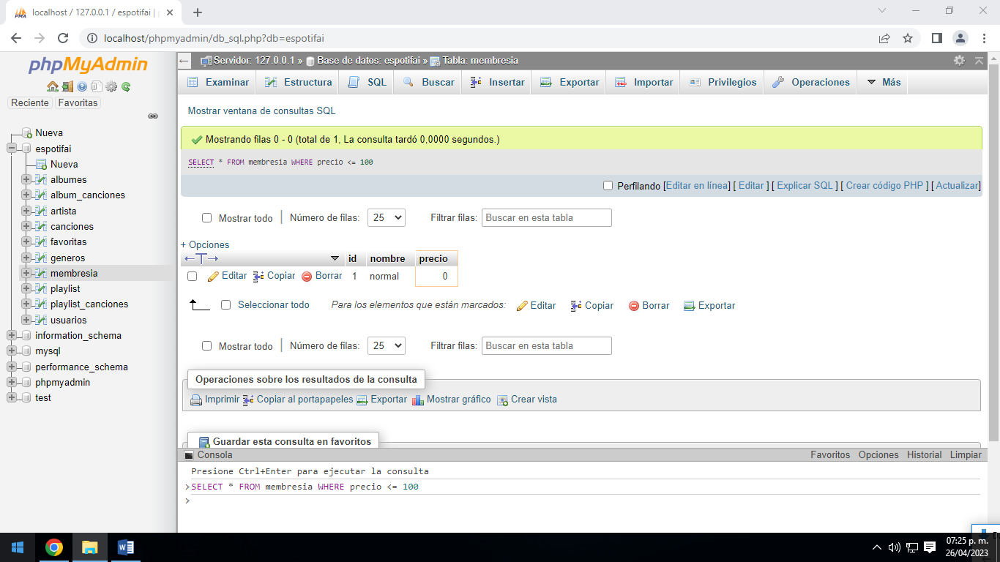 localhost / 127.0.0.1 / espotifai |
localhost/phpmyadmin/db_sql.php?db=espotifai
phpMyAdmin
Reciente Favoritas
Nueva
espotifai
Nueva
albumes
album_canciones
artista
canciones
favoritas
generos
membresia
playlist
playlist_canciones
usuarios
information_schema
mysql
performance_schema
phpmyadmin
test
Servidor: 127.0.0.1 » Base de datos: espotifai » Tabla: membresia
Examinar Estructura SQL Buscar Insertar Exportar Importar Privilegios Operaciones Más
Mostrar ventana de consultas SQL
Mostrando filas 0 - 0 (total de 1, La consulta tardó 0,0000 segundos.)
SELECT * FROM membresia WHERE precio <= 100
Perfilando [Editar en línea] [ Editar ] [ Explicar SQL ] [ Crear código PHP ] [ Actualizar]
Mostrar todo | Número de filas: 25 Filtrar filas: Buscar en esta tabla
+ Opciones
id nombre precio
Editar Copiar Borrar 1 normal 0
Seleccionar todo Para los elementos que están marcados: Editar Copiar Borrar Exportar
Mostrar todo | Número de filas: 25 Filtrar filas: Buscar en esta tabla
Operaciones sobre los resultados de la consulta
Imprimir Copiar al portapapeles Exportar Mostrar gráfico Crear vista
Guardar esta consulta en favoritos
Consola Favoritos Opciones Historial Limpiar
Presione Ctrl+Enter para ejecutar la consulta
>SELECT * FROM membresia WHERE precio <= 100
>
07:25 p. m.
26/04/2023